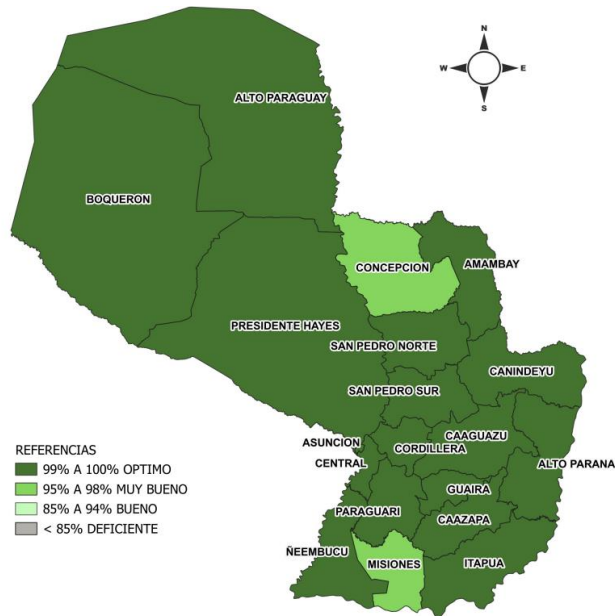 N
W E
S
ALTO PARAGUAY
BOQUERON
CONCEPCION
AMAMBAY
PRESIDENTE HAYES
SAN PEDRO NORTE
CANINDEYU
SAN PEDRO SUR
ASUNCION
CAAGUAZU
CORDILLERA
CENTRAL
ALTO PARANA
GUAIRA
PARAGUARI
CAAZAPA
ÑEEMBUCU
MISIONES
ITAPUA
REFERENCIAS
99% A 100% OPTIMO
95% A 98% MUY BUENO
85% A 94% BUENO
< 85% DEFICIENTE